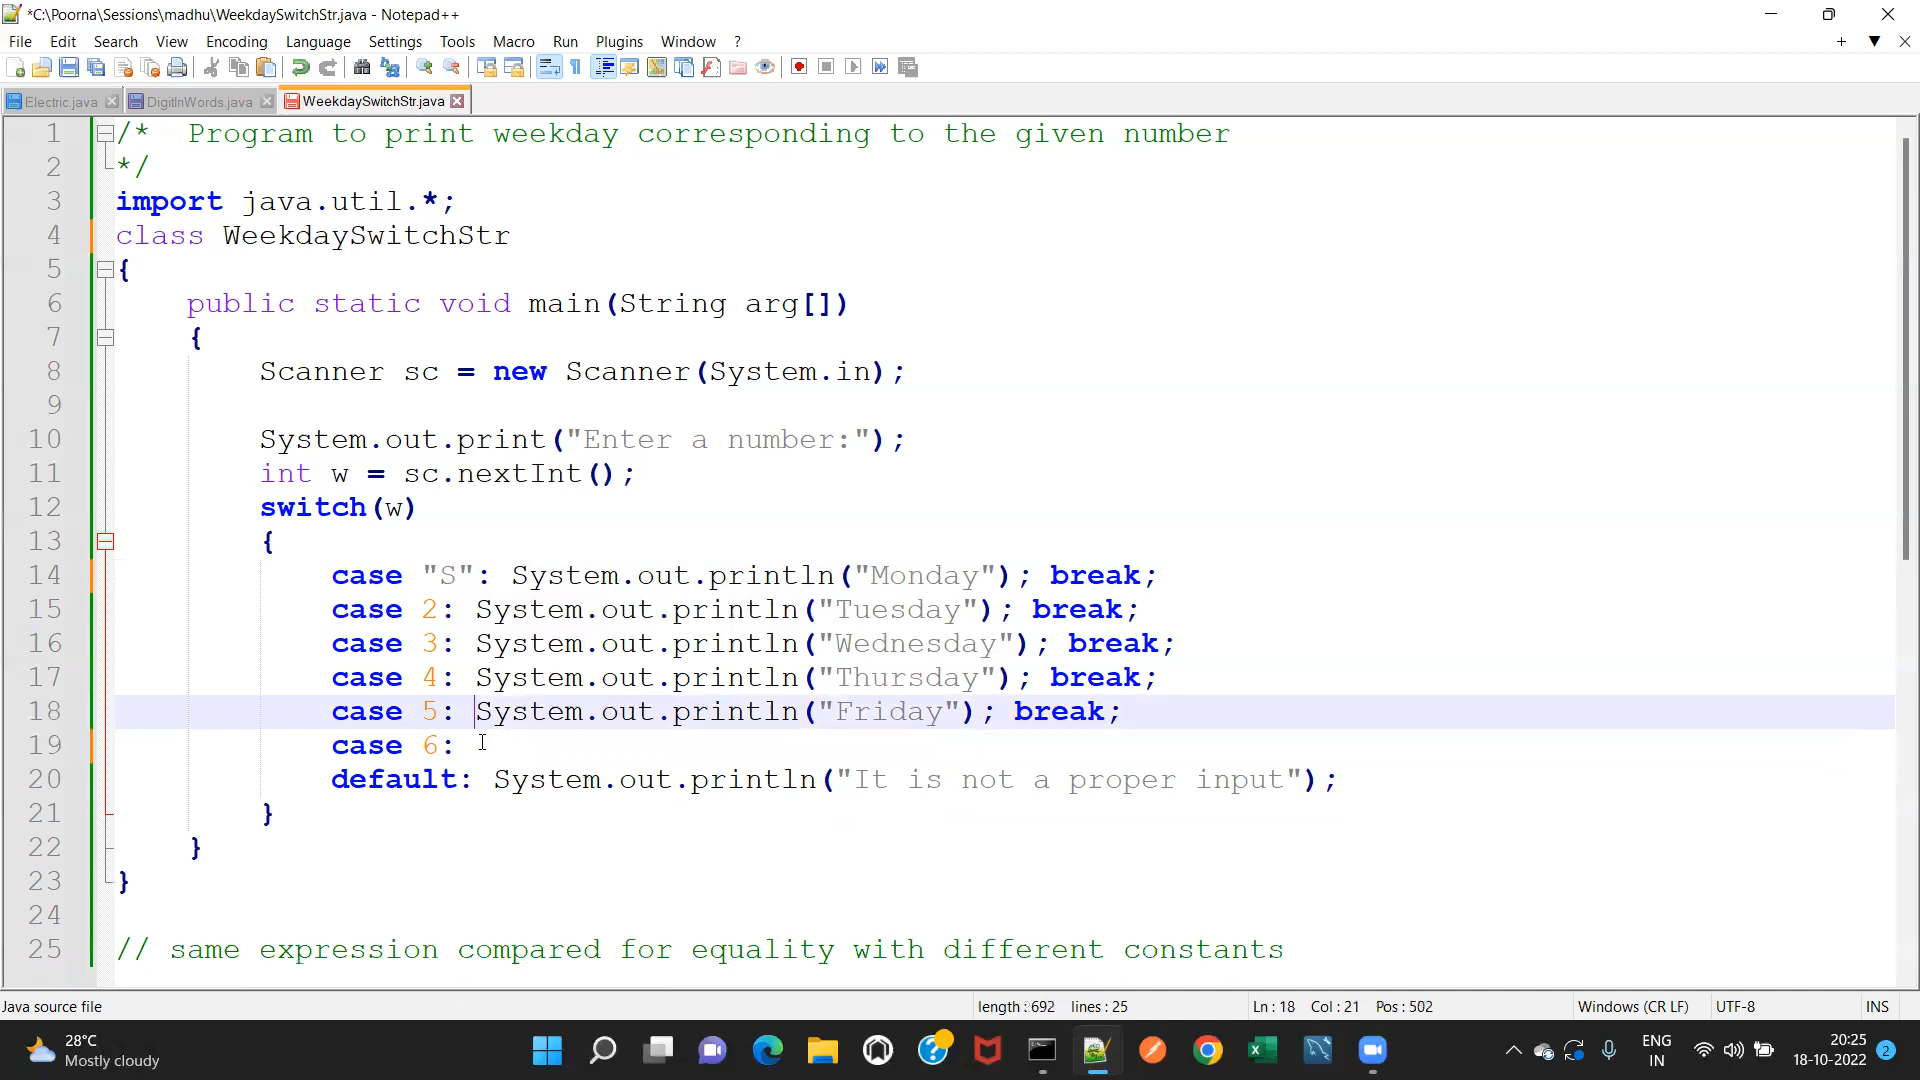 *C:\Poorna\Sessions\madhu\WeekdaySwitchStr.java - Notepad++
File Edit Search View Encoding Language Settings Tools Macro Run Plugins Window ?
Electric.java DigitInWords.java WeekdaySwitchStr.java
1 /* Program to print weekday corresponding to the given number
2 */
3 import java.util.*;
4 class WeekdaySwitchStr
5 {
6 public static void main(String arg[])
7 {
8 Scanner sc = new Scanner(System.in);
9
10 System.out.print("Enter a number:");
11 int w = sc.nextInt();
12 switch(w)
13 {
14 case "S": System.out.println("Monday"); break;
15 case 2: System.out.println("Tuesday"); break;
16 case 3: System.out.println("Wednesday"); break;
17 case 4: System.out.println("Thursday"); break;
18 case 5: System.out.println("Friday"); break;
19 case 6:
20 default: System.out.println("It is not a proper input");
21 }
22 }
23 }
24
25 // same expression compared for equality with different constants
Java source file length : 692 lines : 25 Ln : 18 Col : 21 Pos : 502 Windows (CR LF) UTF-8 INS
28°C
Mostly cloudy
ENG
IN
20:25
18-10-2022
2